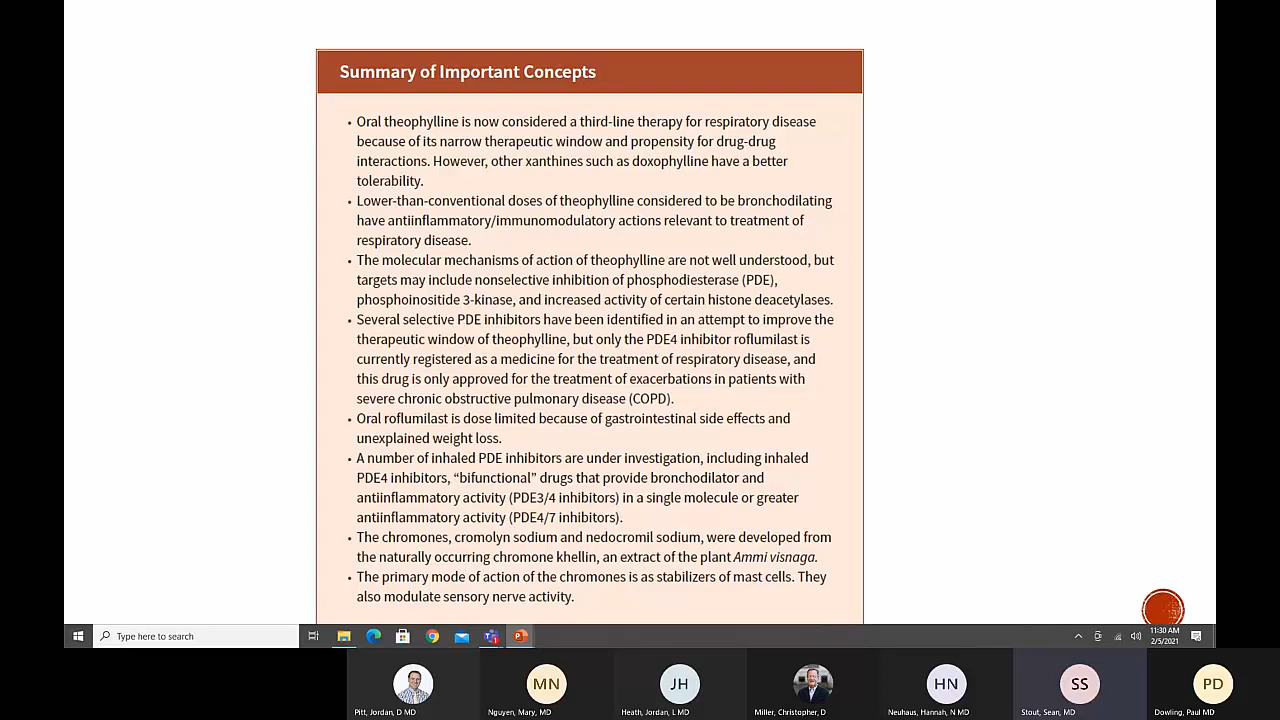 Summary of Important Concepts
• Oral theophylline is now considered a third-line therapy for respiratory disease
because of its narrow therapeutic window and propensity for drug-drug
interactions. However, other xanthines such as doxophylline have a better
tolerability.
• Lower-than-conventional doses of theophylline considered to be bronchodilating
have antiinflammatory/immunomodulatory actions relevant to treatment of
respiratory disease.
• The molecular mechanisms of action of theophylline are not well understood, but
targets may include nonselective inhibition of phosphodiesterase (PDE),
phosphoinositide 3-kinase, and increased activity of certain histone deacetylases.
• Several selective PDE inhibitors have been identified in an attempt to improve the
therapeutic window of theophylline, but only the PDE4 inhibitor roflumilast is
currently registered as a medicine for the treatment of respiratory disease, and
this drug is only approved for the treatment of exacerbations in patients with
severe chronic obstructive pulmonary disease (COPD).
• Oral roflumilast is dose limited because of gastrointestinal side effects and
unexplained weight loss.
• A number of inhaled PDE inhibitors are under investigation, including inhaled
PDE4 inhibitors, “bifunctional” drugs that provide bronchodilator and
antiinflammatory activity (PDE3/4 inhibitors) in a single molecule or greater
antiinflammatory activity (PDE4/7 inhibitors).
• The chromones, cromolyn sodium and nedocromil sodium, were developed from
the naturally occurring chromone khellin, an extract of the plant Ammi visnaga.
• The primary mode of action of the chromones is as stabilizers of mast cells. They
also modulate sensory nerve activity.
Type here to search
11:30 AM
2/5/2021
MN
JH
HN
SS
PD
Pitt, Jordan, D MD
Nguyen, Mary, MD
Heath, Jordan, L MD
Miller, Christopher, D
Neuhaus, Hannah, N MD
Stout, Sean, MD
Dowling, Paul MD